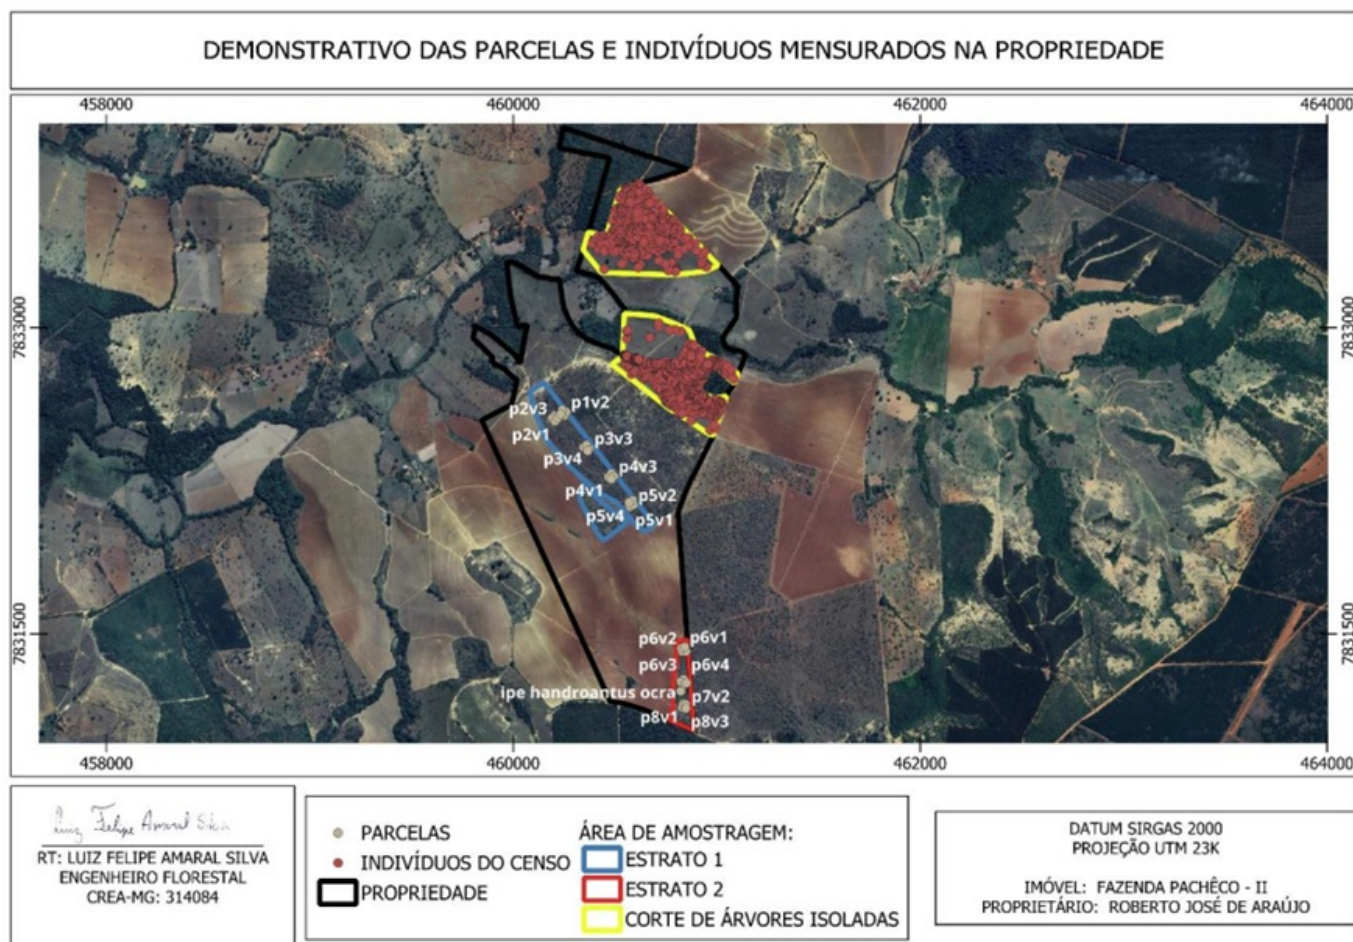 DEMONSTRATIVO DAS PARCELAS E INDIVÍDUOS MENSURADOS NA PROPRIEDADE
458000 460000 462000 464000
7833000 7833000
p1v2
p2v3
p2v1
p3v3
p3v4
p4v3
p4v1
p5v2
p5v4 p5v1
7831500 7831500
p6v2 p6v1
p6v3 p6v4
ipe handroantus ocra
p7v2
p8v1 p8v3
458000 460000 462000 464000
Luiz Felipe Amaral Silva
RT: LUIZ FELIPE AMARAL SILVA
ENGENHEIRO FLORESTAL
CREA-MG: 314084
PARCELAS
INDIVÍDUOS DO CENSO
PROPRIEDADE
ÁREA DE AMOSTRAGEM:
ESTRATO 1
ESTRATO 2
CORTE DE ÁRVORES ISOLADAS
DATUM SIRGAS 2000
PROJEÇÃO UTM 23K
IMÓVEL: FAZENDA PACHÊCO - II
PROPRIETÁRIO: ROBERTO JOSÉ DE ARAÚJO